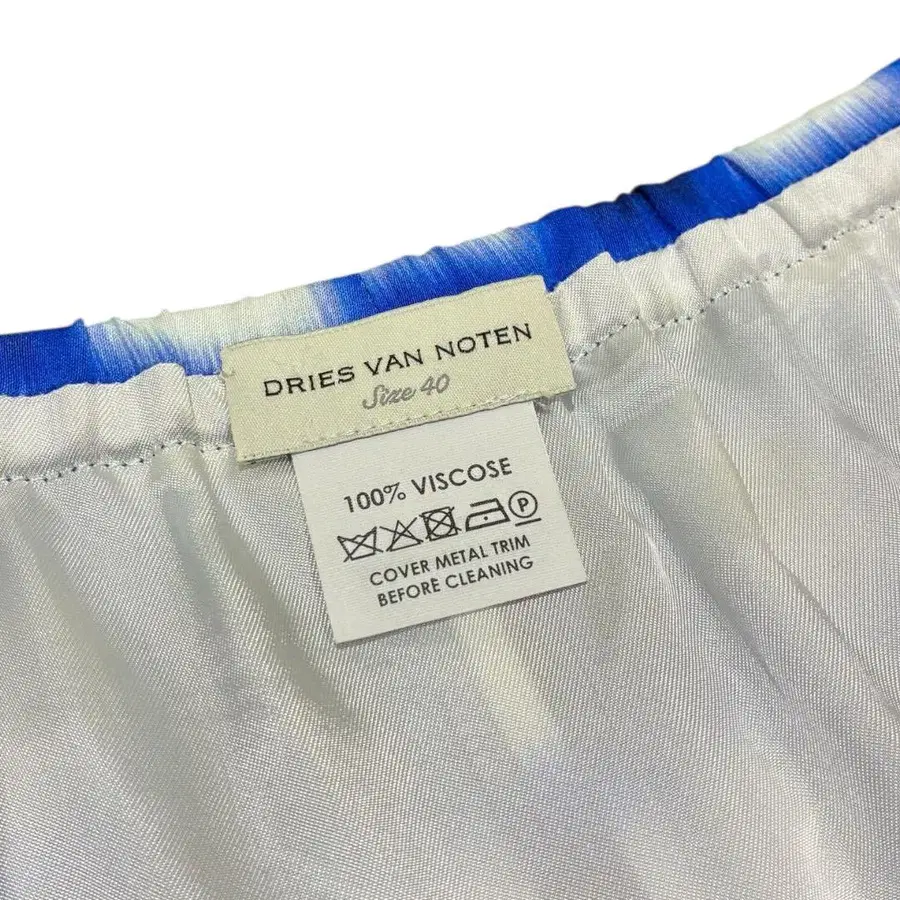 DRIES VAN NOTEN
Size 40
100% VISCOSE
P
COVER METAL TRIM
BEFORE CLEANING